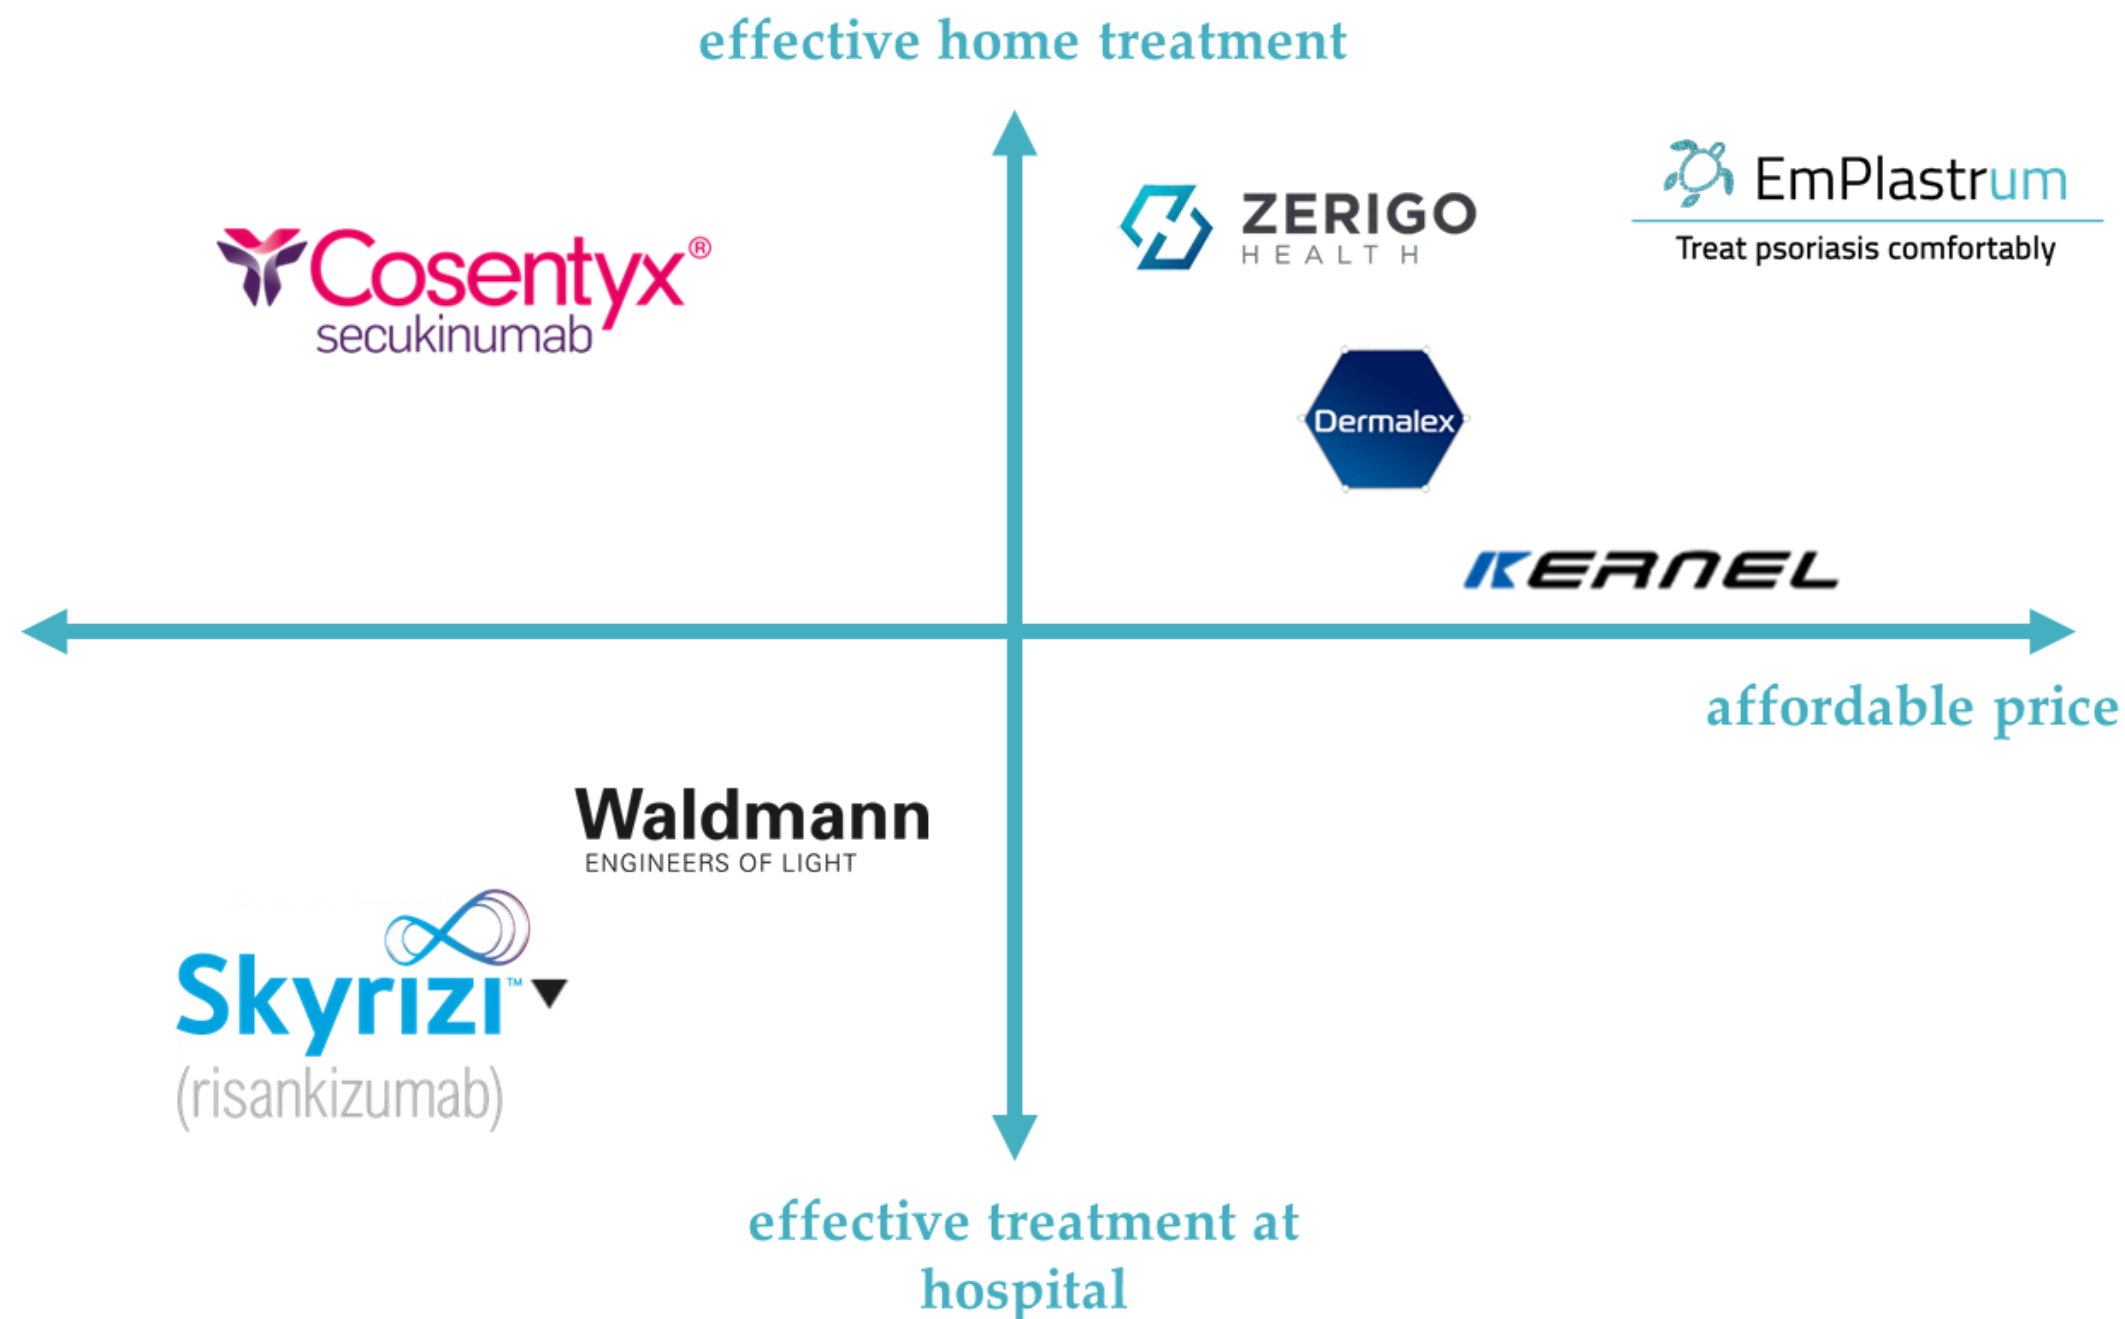 effective home treatment
Cosentyx®
secukinumab
ZERIGO
HEALTH
EmPlastrum
Treat psoriasis comfortably
Dermalex
KERNEL
affordable price
Waldmann
ENGINEERS OF LIGHT
Skyrizi™
(risankizumab)
effective treatment at
hospital